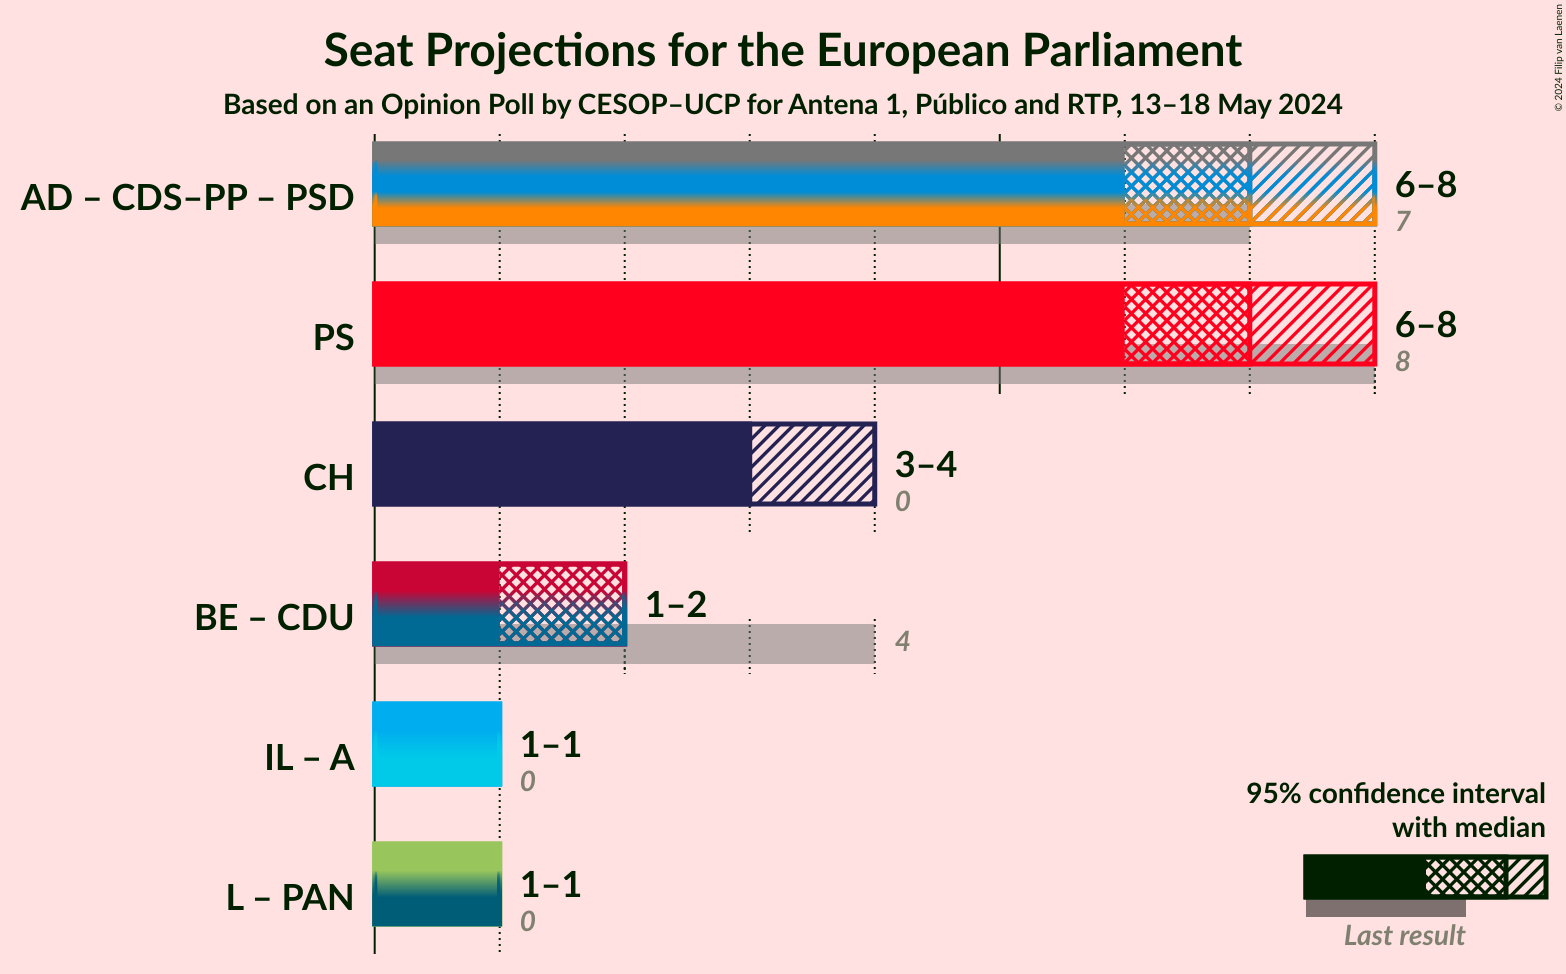 Seat Projections for the European Parliament
Based on an Opinion Poll by CESOP–UCP for Antena 1, Público and RTP, 13–18 May 2024
© 2024 Filip van Laenen
AD – CDS–PP – PSD
6–8
7
PS
6–8
8
CH
3–4
0
BE – CDU
1–2
4
IL – A
1–1
0
L – PAN
1–1
0
95% confidence interval
with median
Last result